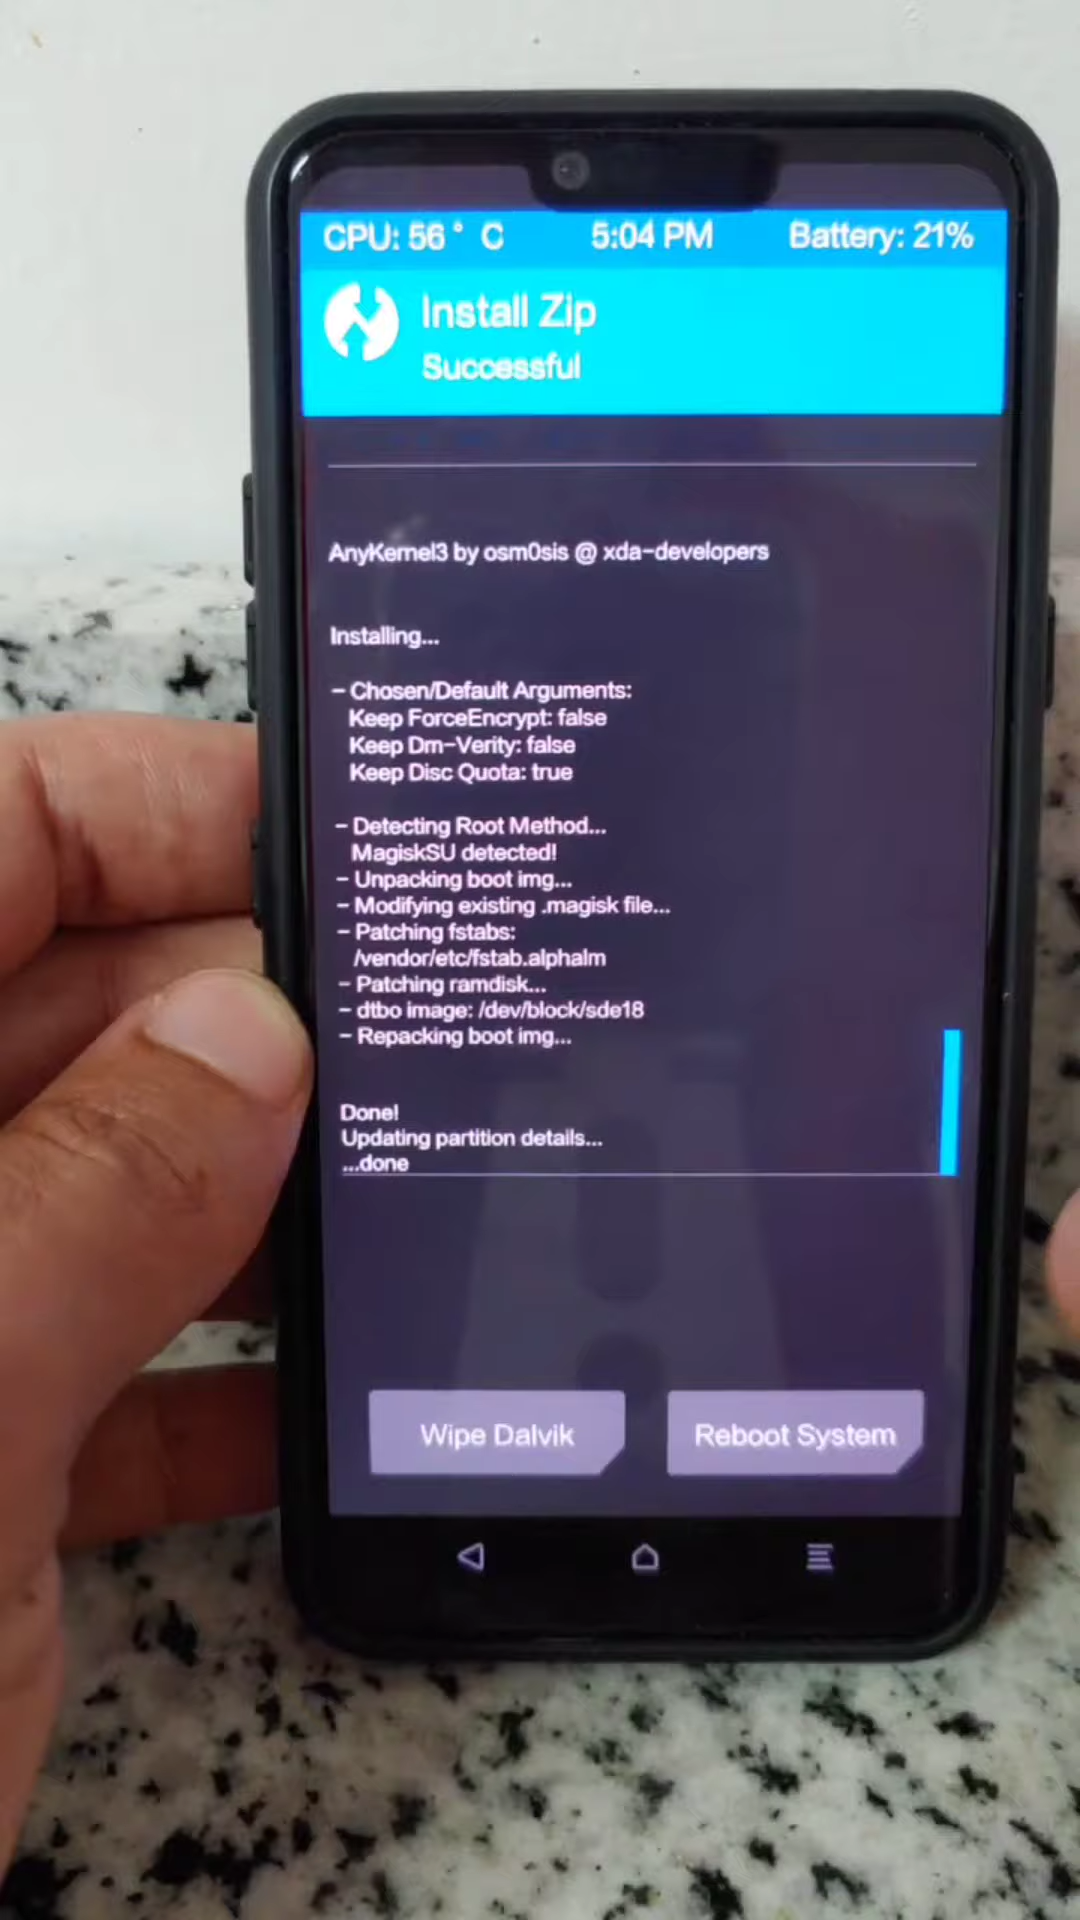 CPU: 56° C 5:04 PM Battery: 21%
Install Zip
Successful
AnyKernel3 by osm0sis @ xda-developers
Installing...
- Chosen/Default Arguments:
Keep ForceEncrypt: false
Keep Dm-Verity: false
Keep Disc Quota: true
- Detecting Root Method...
MagiskSU detected!
- Unpacking boot img...
- Modifying existing .magisk file...
- Patching fstabs:
/vendor/etc/fstab.alphalm
- Patching ramdisk...
- dtbo image: /dev/block/sde18
- Repacking boot img...
Done!
Updating partition details...
...done
Wipe Dalvik Reboot System